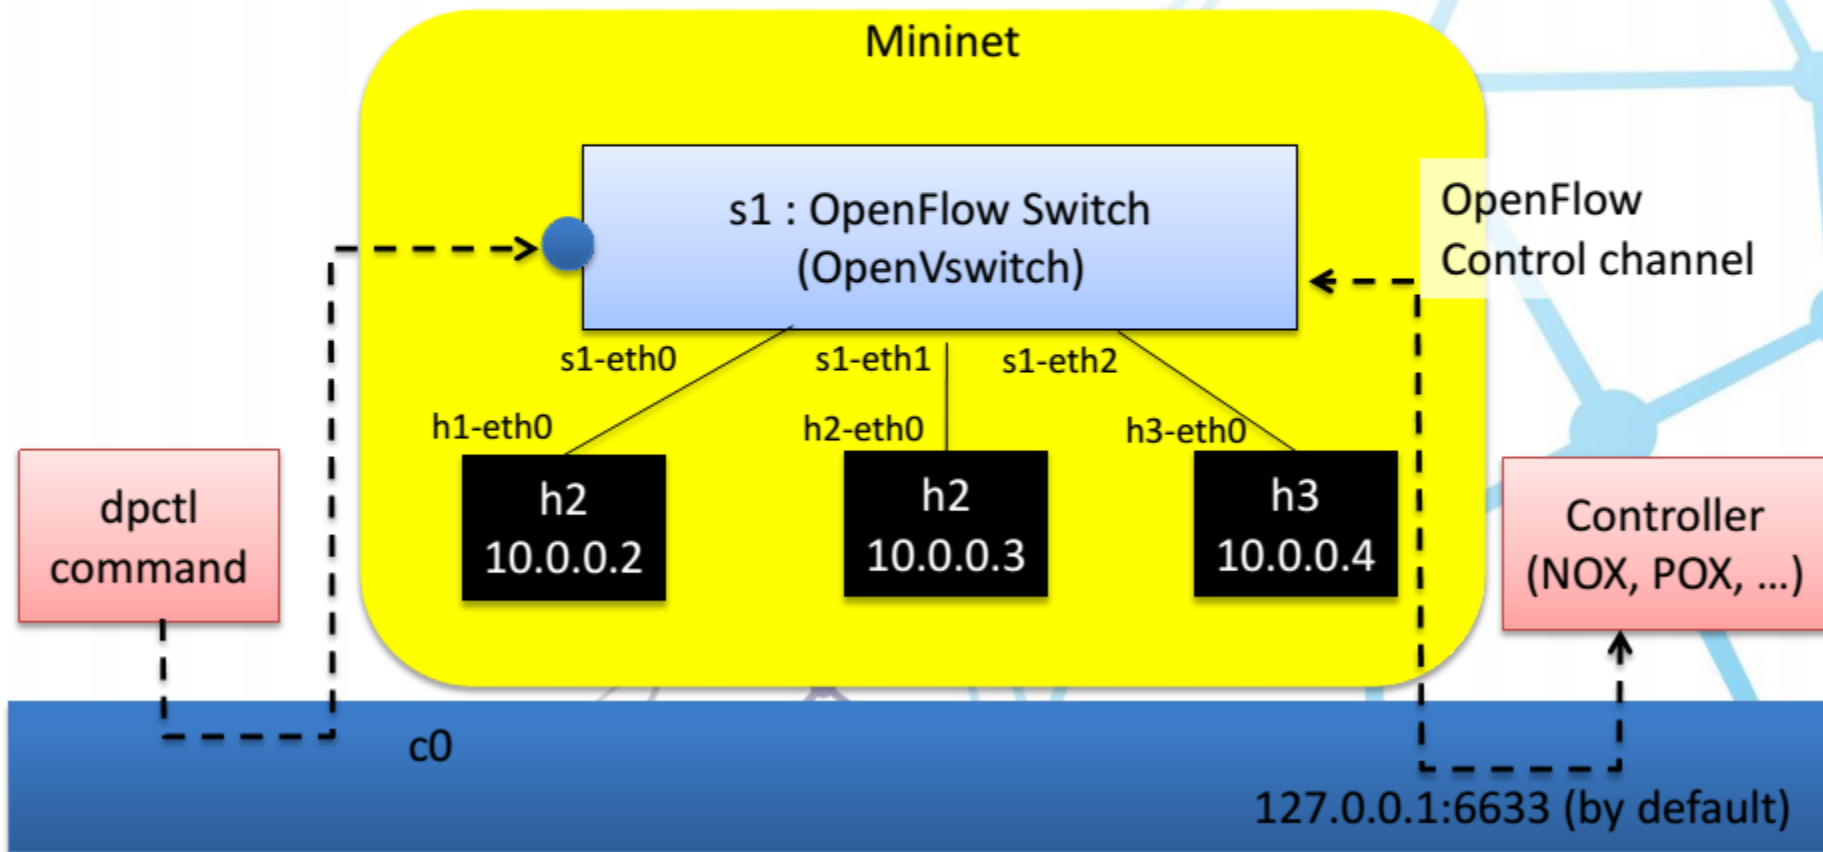 Mininet
s1 : OpenFlow Switch
(OpenVswitch)
OpenFlow
Control channel
s1-eth0
s1-eth1
s1-eth2
h1-eth0
h2-eth0
h3-eth0
dpctl
command
h2
10.0.0.2
h2
10.0.0.3
h3
10.0.0.4
Controller
(NOX, POX, ...)
c0
127.0.0.1:6633 (by default)